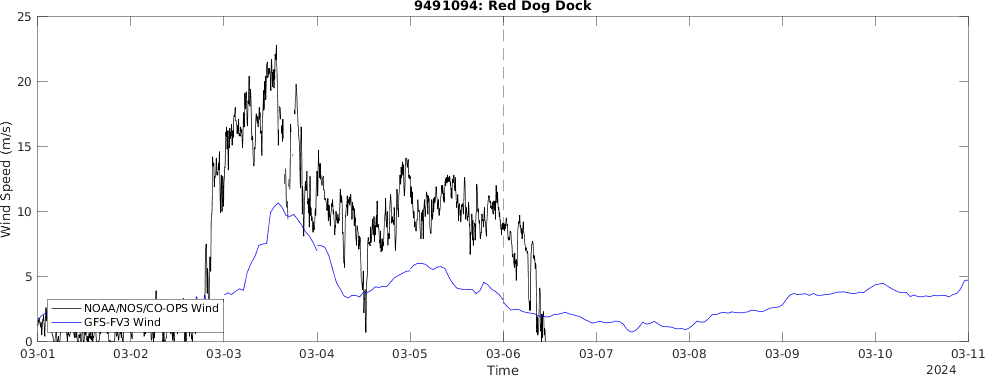 9491094: Red Dog Dock
Wind Speed (m/s)
25
20
15
10
5
0
NOAA/NOS/CO-OPS Wind
GFS-FV3 Wind
03-01 03-02 03-03 03-04 03-05 03-06 03-07 03-08 03-09 03-10 03-11
Time
2024